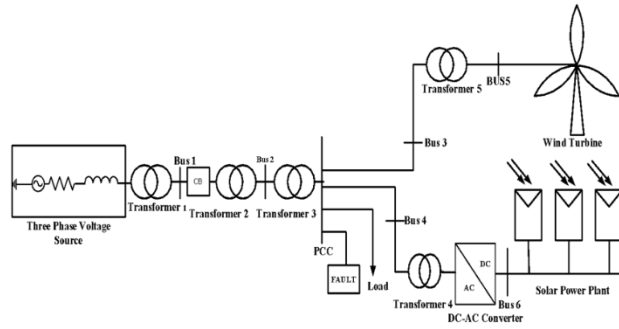 Transformer 5
BUS5
Wind Turbine
Bus 3
Bus 1
CB
Bus 2
Transformer 1
Transformer 2
Transformer 3
Three Phase Voltage
Source
PCC
FAULT
Load
Bus 4
Transformer 4
DC
AC
DC-AC Converter
Bus 6
Solar Power Plant